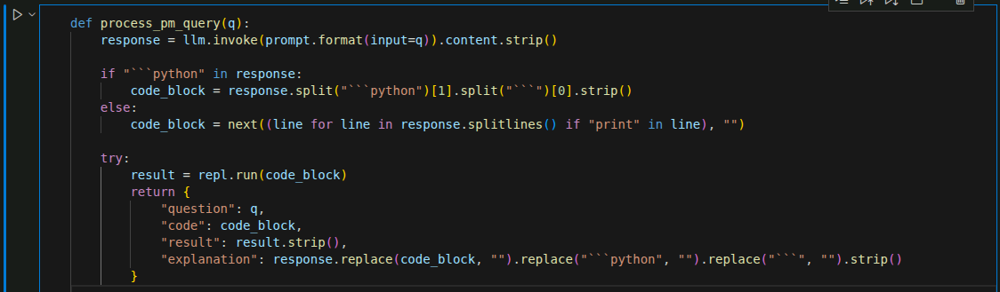 def process_pm_query(q):
    response = llm.invoke(prompt.format(input=q)).content.strip()

    if "```python" in response:
        code_block = response.split("```python")[1].split("```")[0].strip()
    else:
        code_block = next((line for line in response.splitlines() if "print" in line), "")

    try:
        result = repl.run(code_block)
        return {
            "question": q,
            "code": code_block,
            "result": result.strip(),
            "explanation": response.replace(code_block, "").replace("```python", "").replace("```", "").strip()
        }